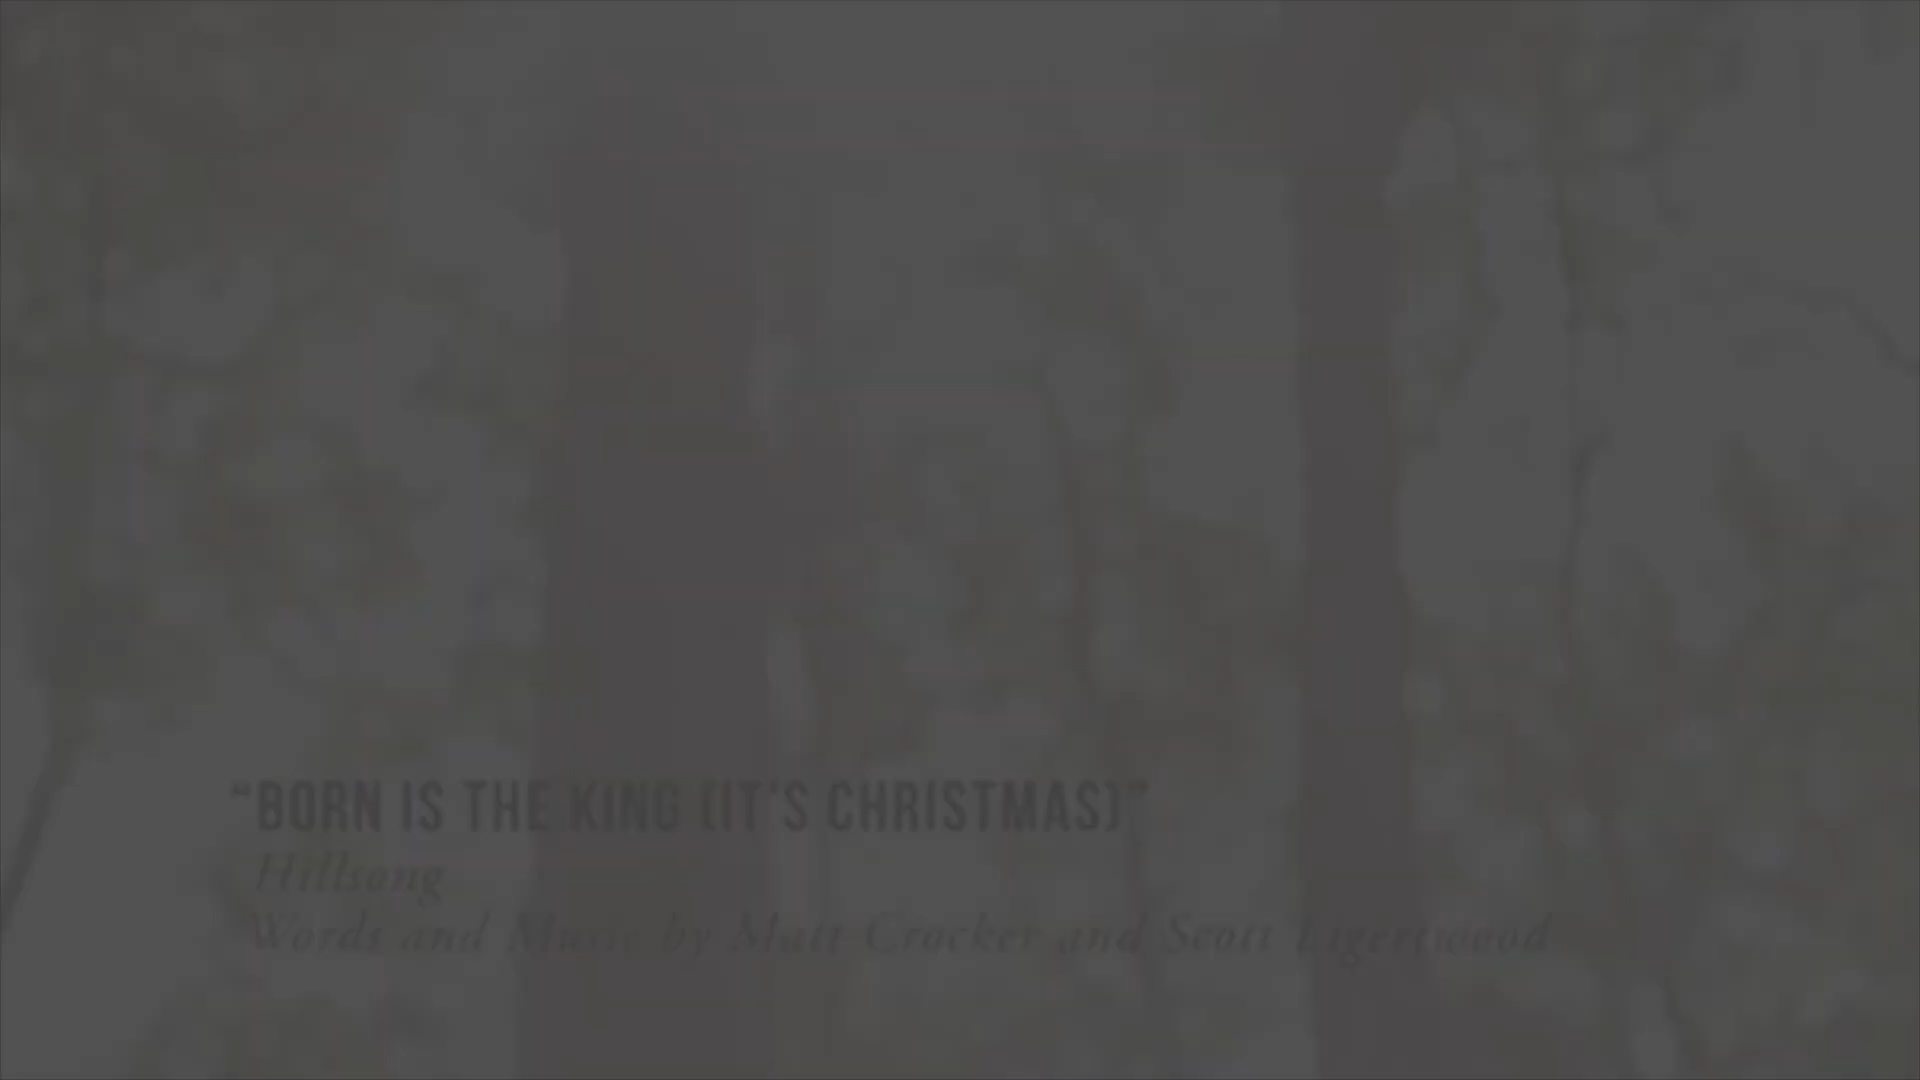 “BORN IS THE KING (IT'S CHRISTMAS)”
Hillsong
Words and Music by Matt Crocker and Scott Ligertwood